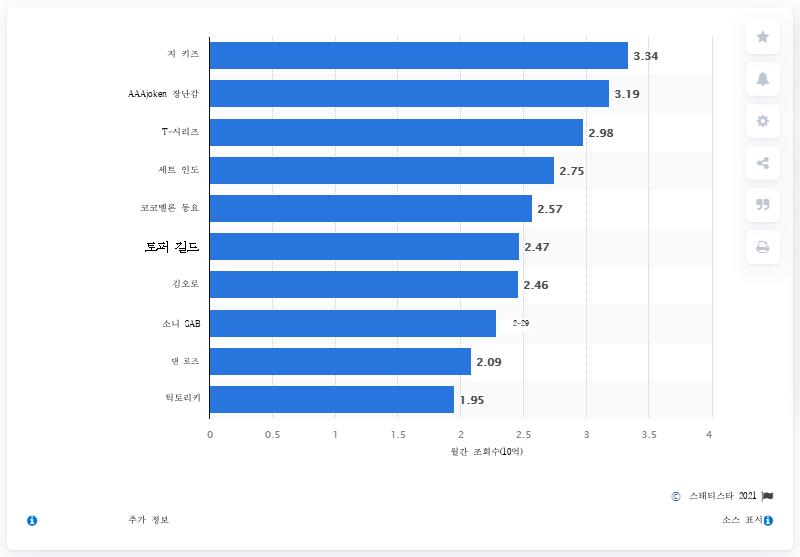 지 키즈 3.34
AAAjoken 장난감 3.19
T-시리즈 2.98
세트 인도 2.75
코코멜론 동요 2.57
토퍼 길드 2.47
김오로 2.46
소니 SAB 2-29
댄 로즈 2.09
틱토리키 1.95
0 0.5 1 1.5 2 2.5 3 3.5 4
월간 조회수(10억)
© 스태티스타 2021
추가 정보 소스 표시